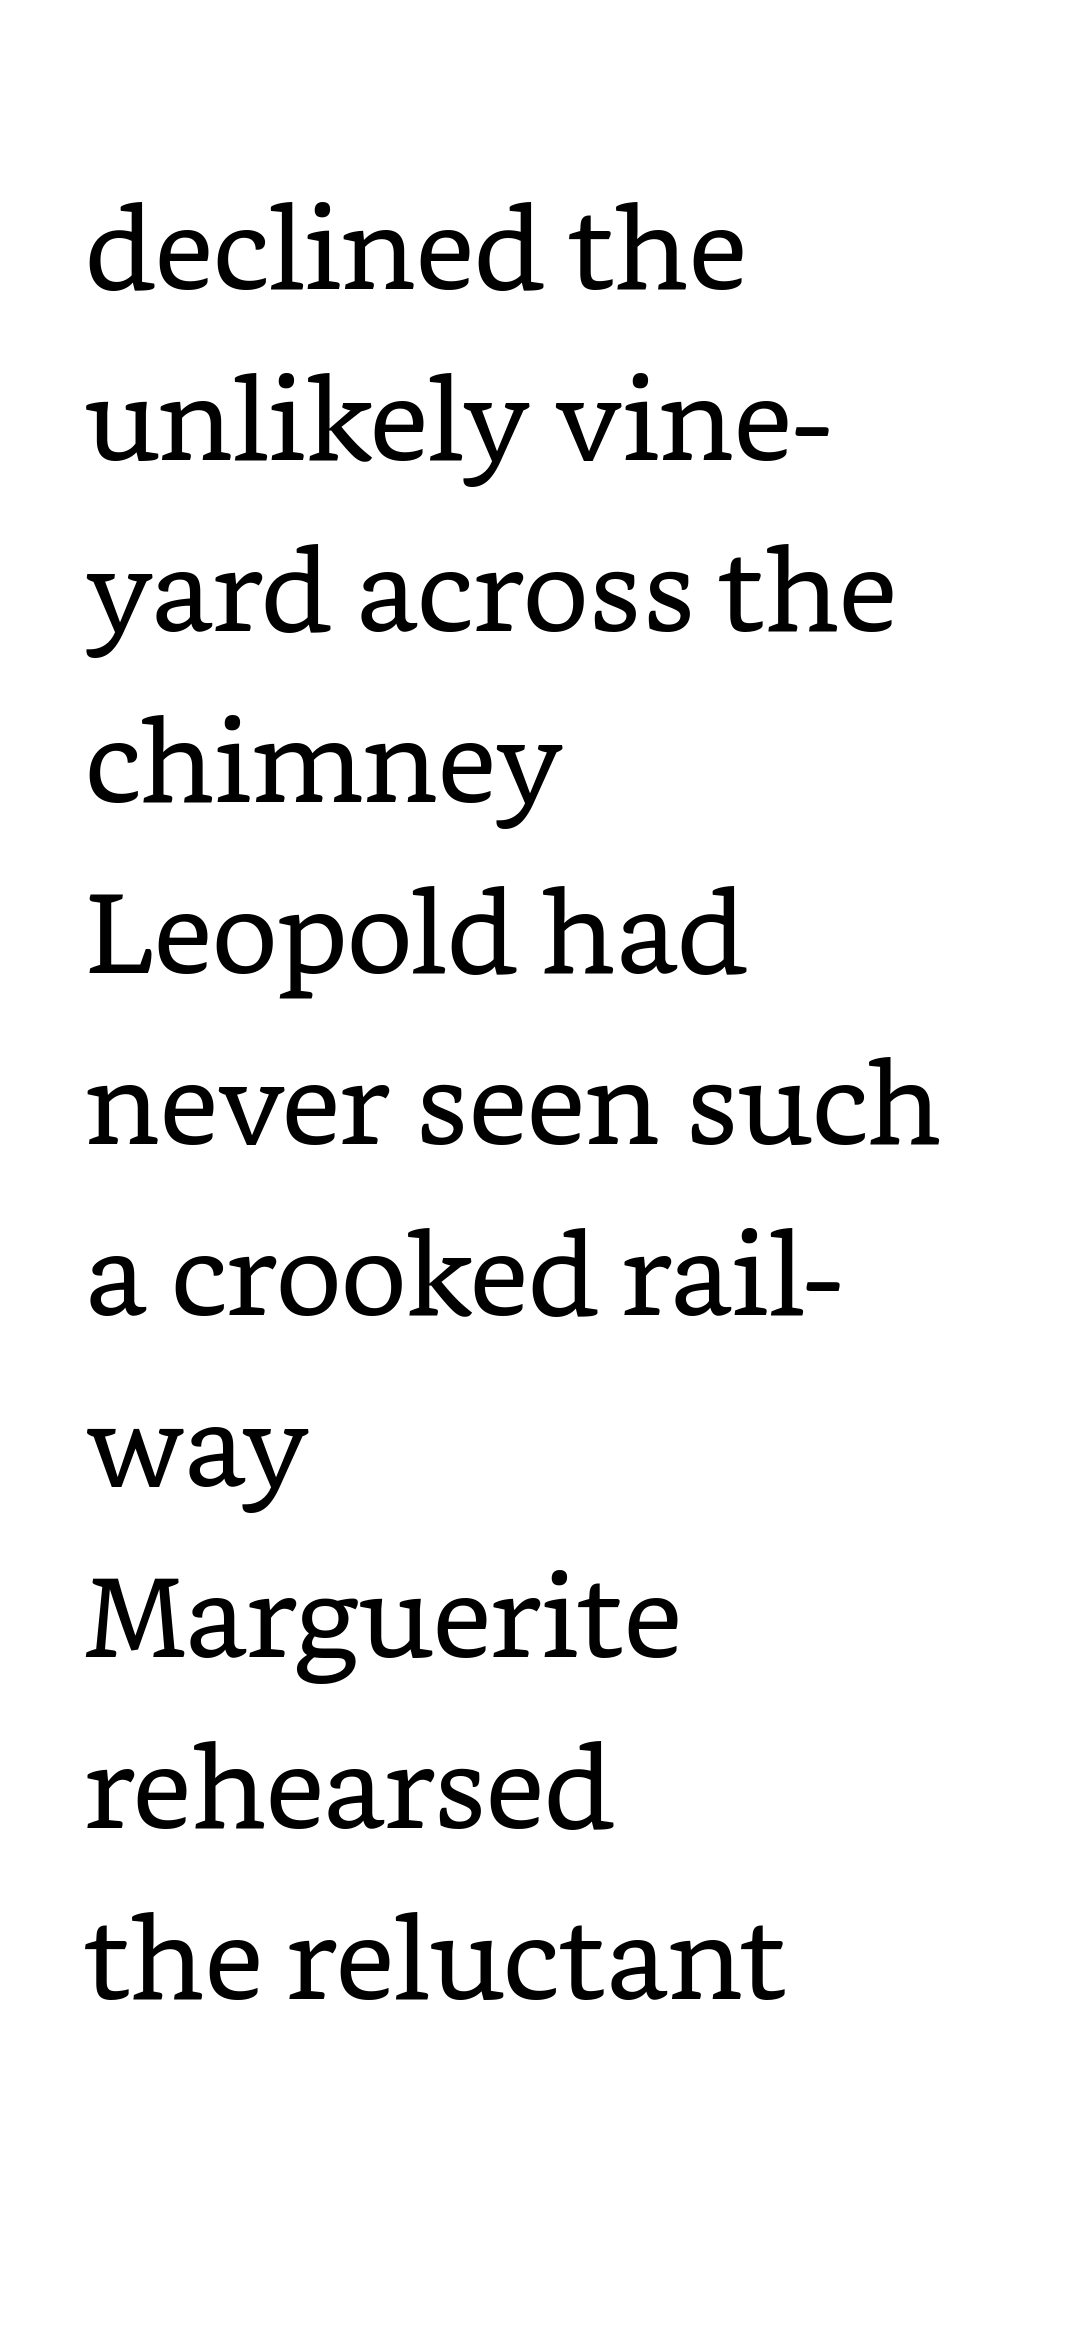 declined the
unlikely vine-
yard across the
chimney
Leopold had
never seen such
a crooked rail-
way
Marguerite
rehearsed
the reluctant